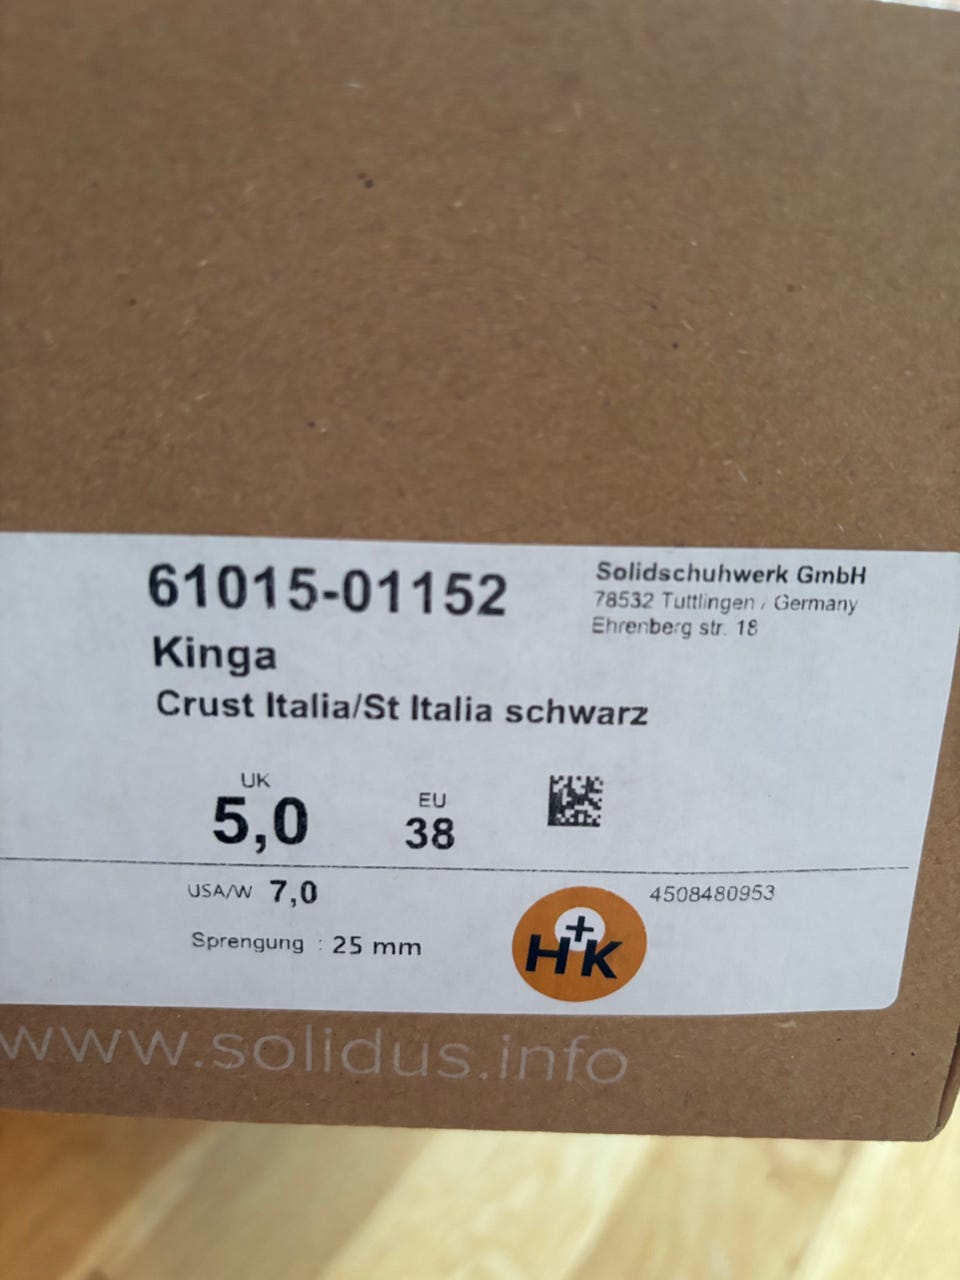 61015-01152
Kinga
Crust Italia/St Italia schwarz
Solidschuhwerk GmbH
78532 Tuttlingen / Germany
Ehrenberg str. 18
UK
5,0
EU
38
USA/W 7,0
Sprengung : 25 mm
H+K
4508480953
www.solidus.info